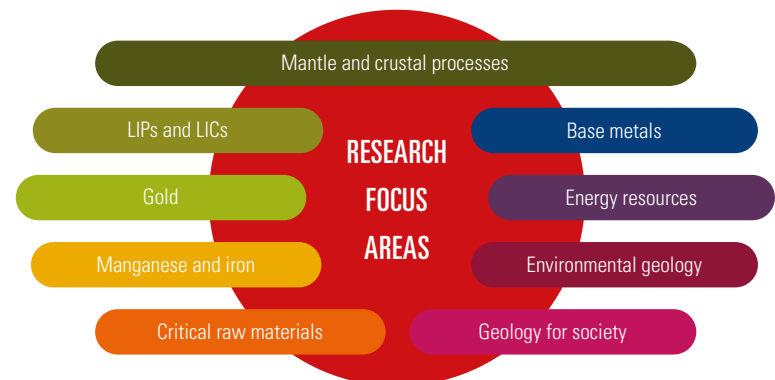 Mantle and crustal processes
LIPs and LICs
Base metals
RESEARCH
FOCUS
AREAS
Gold
Energy resources
Manganese and iron
Environmental geology
Critical raw materials
Geology for society